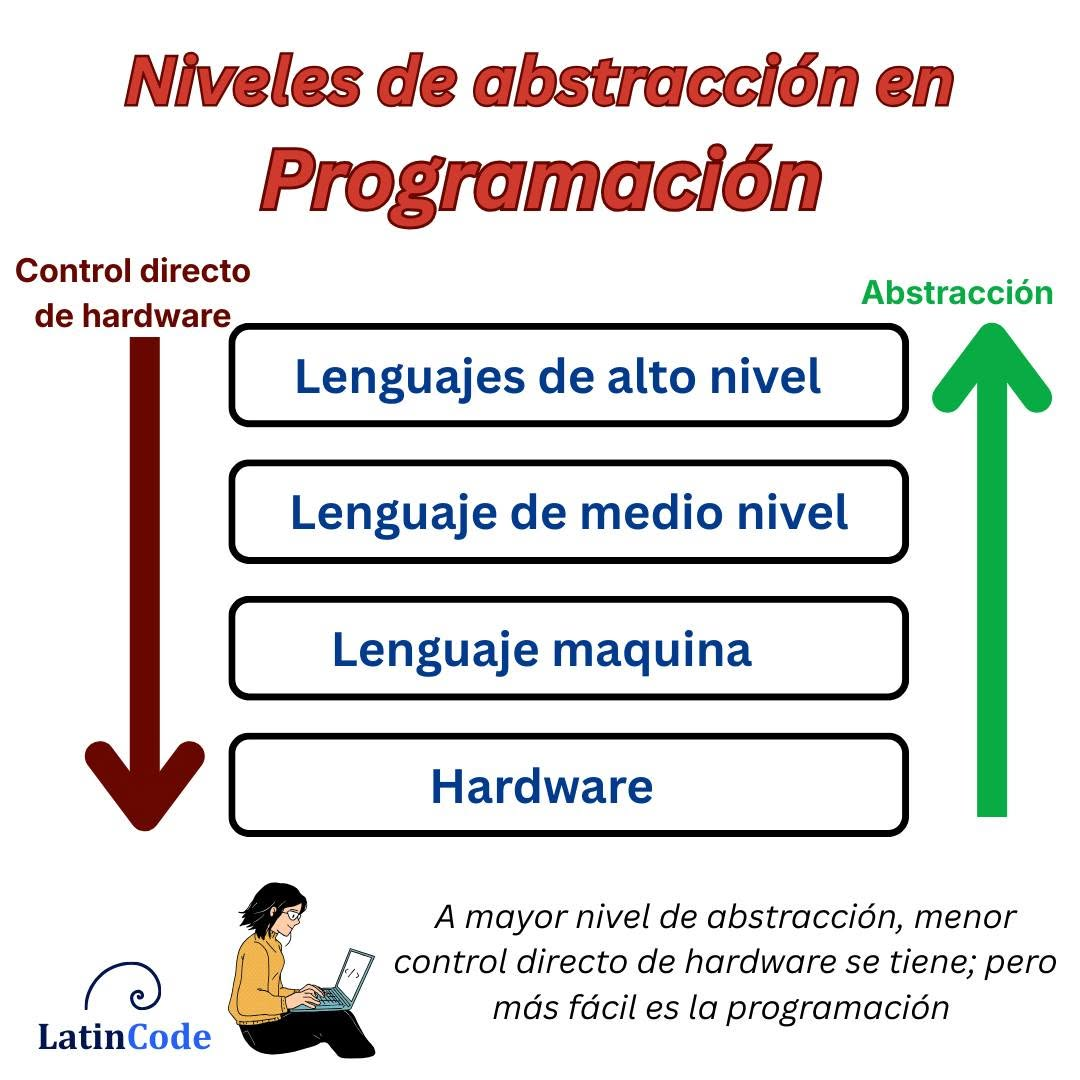 Niveles de abstracción en
Programación
Control directo
de hardware
Abstracción
Lenguajes de alto nivel
Lenguaje de medio nivel
Lenguaje maquina
Hardware
</>
A mayor nivel de abstracción, menor
control directo de hardware se tiene; pero
más fácil es la programación
LatinCode